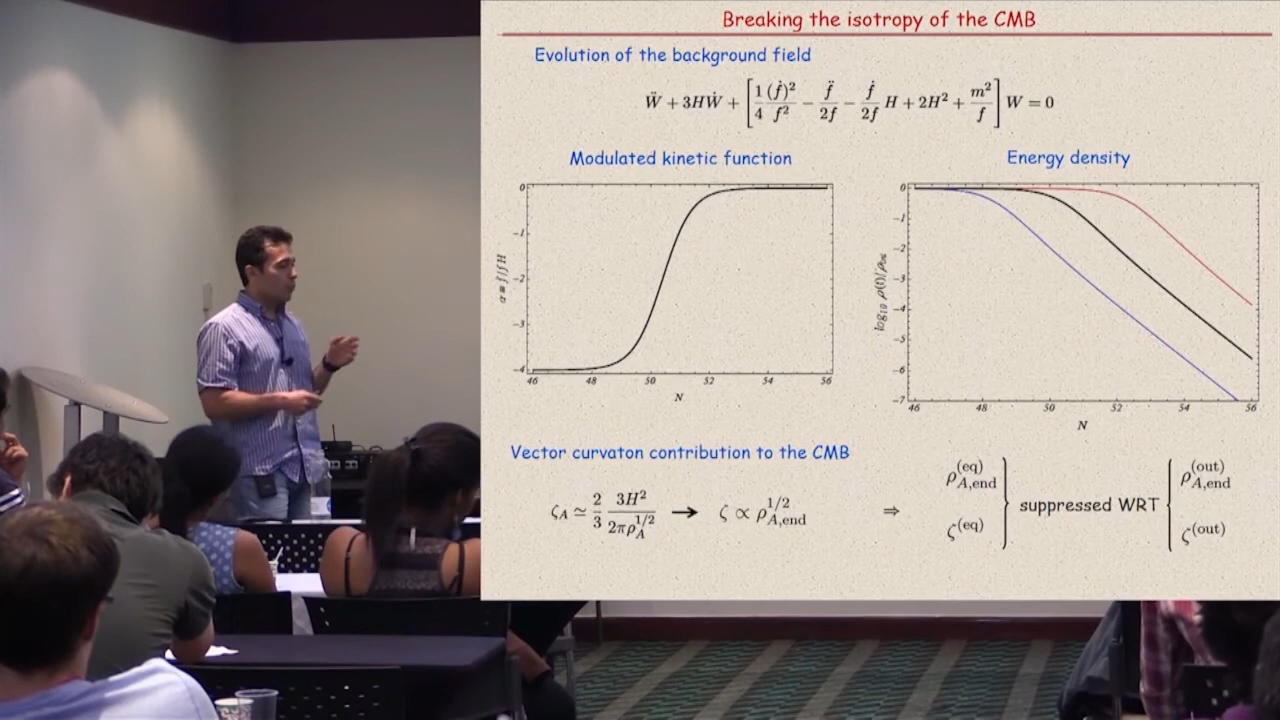 Breaking the isotropy of the CMB
Evolution of the background field
Ẅ + 3HẆ + [ 1/4 (ḟ)²/f² − f̈/2f − ḟ/2f H + 2H² + m²/f ] W = 0
Modulated kinetic function
Energy density
0
−1
−2
−3
−4
α ≡ ḟ/fH
46 48 50 52 54 56
N
0
−1
−2
−3
−4
−5
−6
−7
log₁₀ ρ(t)/ρ
46 48 50 52 54 56
N
Vector curvaton contribution to the CMB
ζ_A ≃ 2/3 3H²/2πρ_A^{1/2} → ζ ∝ ρ_{A,end}^{1/2} ⇒ ρ_{A,end}^{(eq)} ζ^{(eq)} } suppressed WRT { ρ_{A,end}^{(out)} ζ^{(out)}